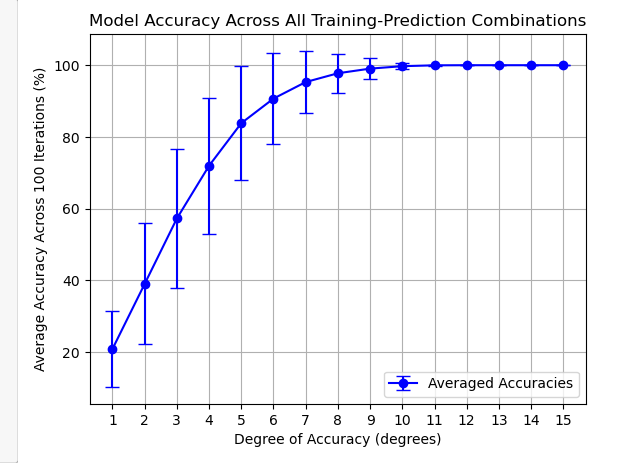 Model Accuracy Across All Training-Prediction Combinations
Average Accuracy Across 100 Iterations (%)
100
80
60
40
20
Averaged Accuracies
1 2 3 4 5 6 7 8 9 10 11 12 13 14 15
Degree of Accuracy (degrees)